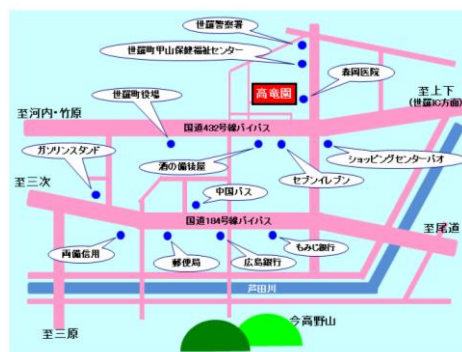 世羅警察署
世羅町甲山保健福祉センター
森岡医院
高竜園
世羅町役場
至上下
(世羅IC方面)
至河内・竹原
国道432号線バイパス
ガソリンスタンド
酒の備後屋
セブンイレブン
ショッピングセンターパオ
至三次
中国バス
国道184号線バイパス
至尾道
両備信用
郵便局
広島銀行
もみじ銀行
芦田川
今高野山
至三原